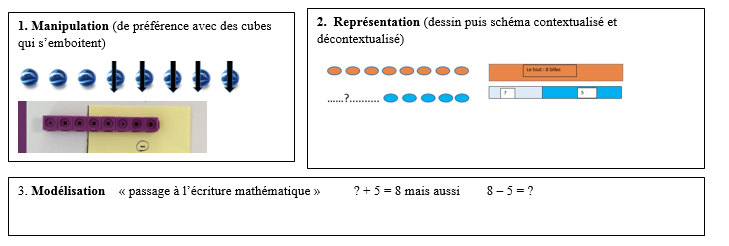 1. Manipulation (de préférence avec des cubes
qui s’emboitent)
2. Représentation (dessin puis schéma contextualisé et
décontextualisé)
Le tout : 8 billes
......?..........
?
5
3. Modélisation « passage à l’écriture mathématique » ? + 5 = 8 mais aussi 8 – 5 = ?